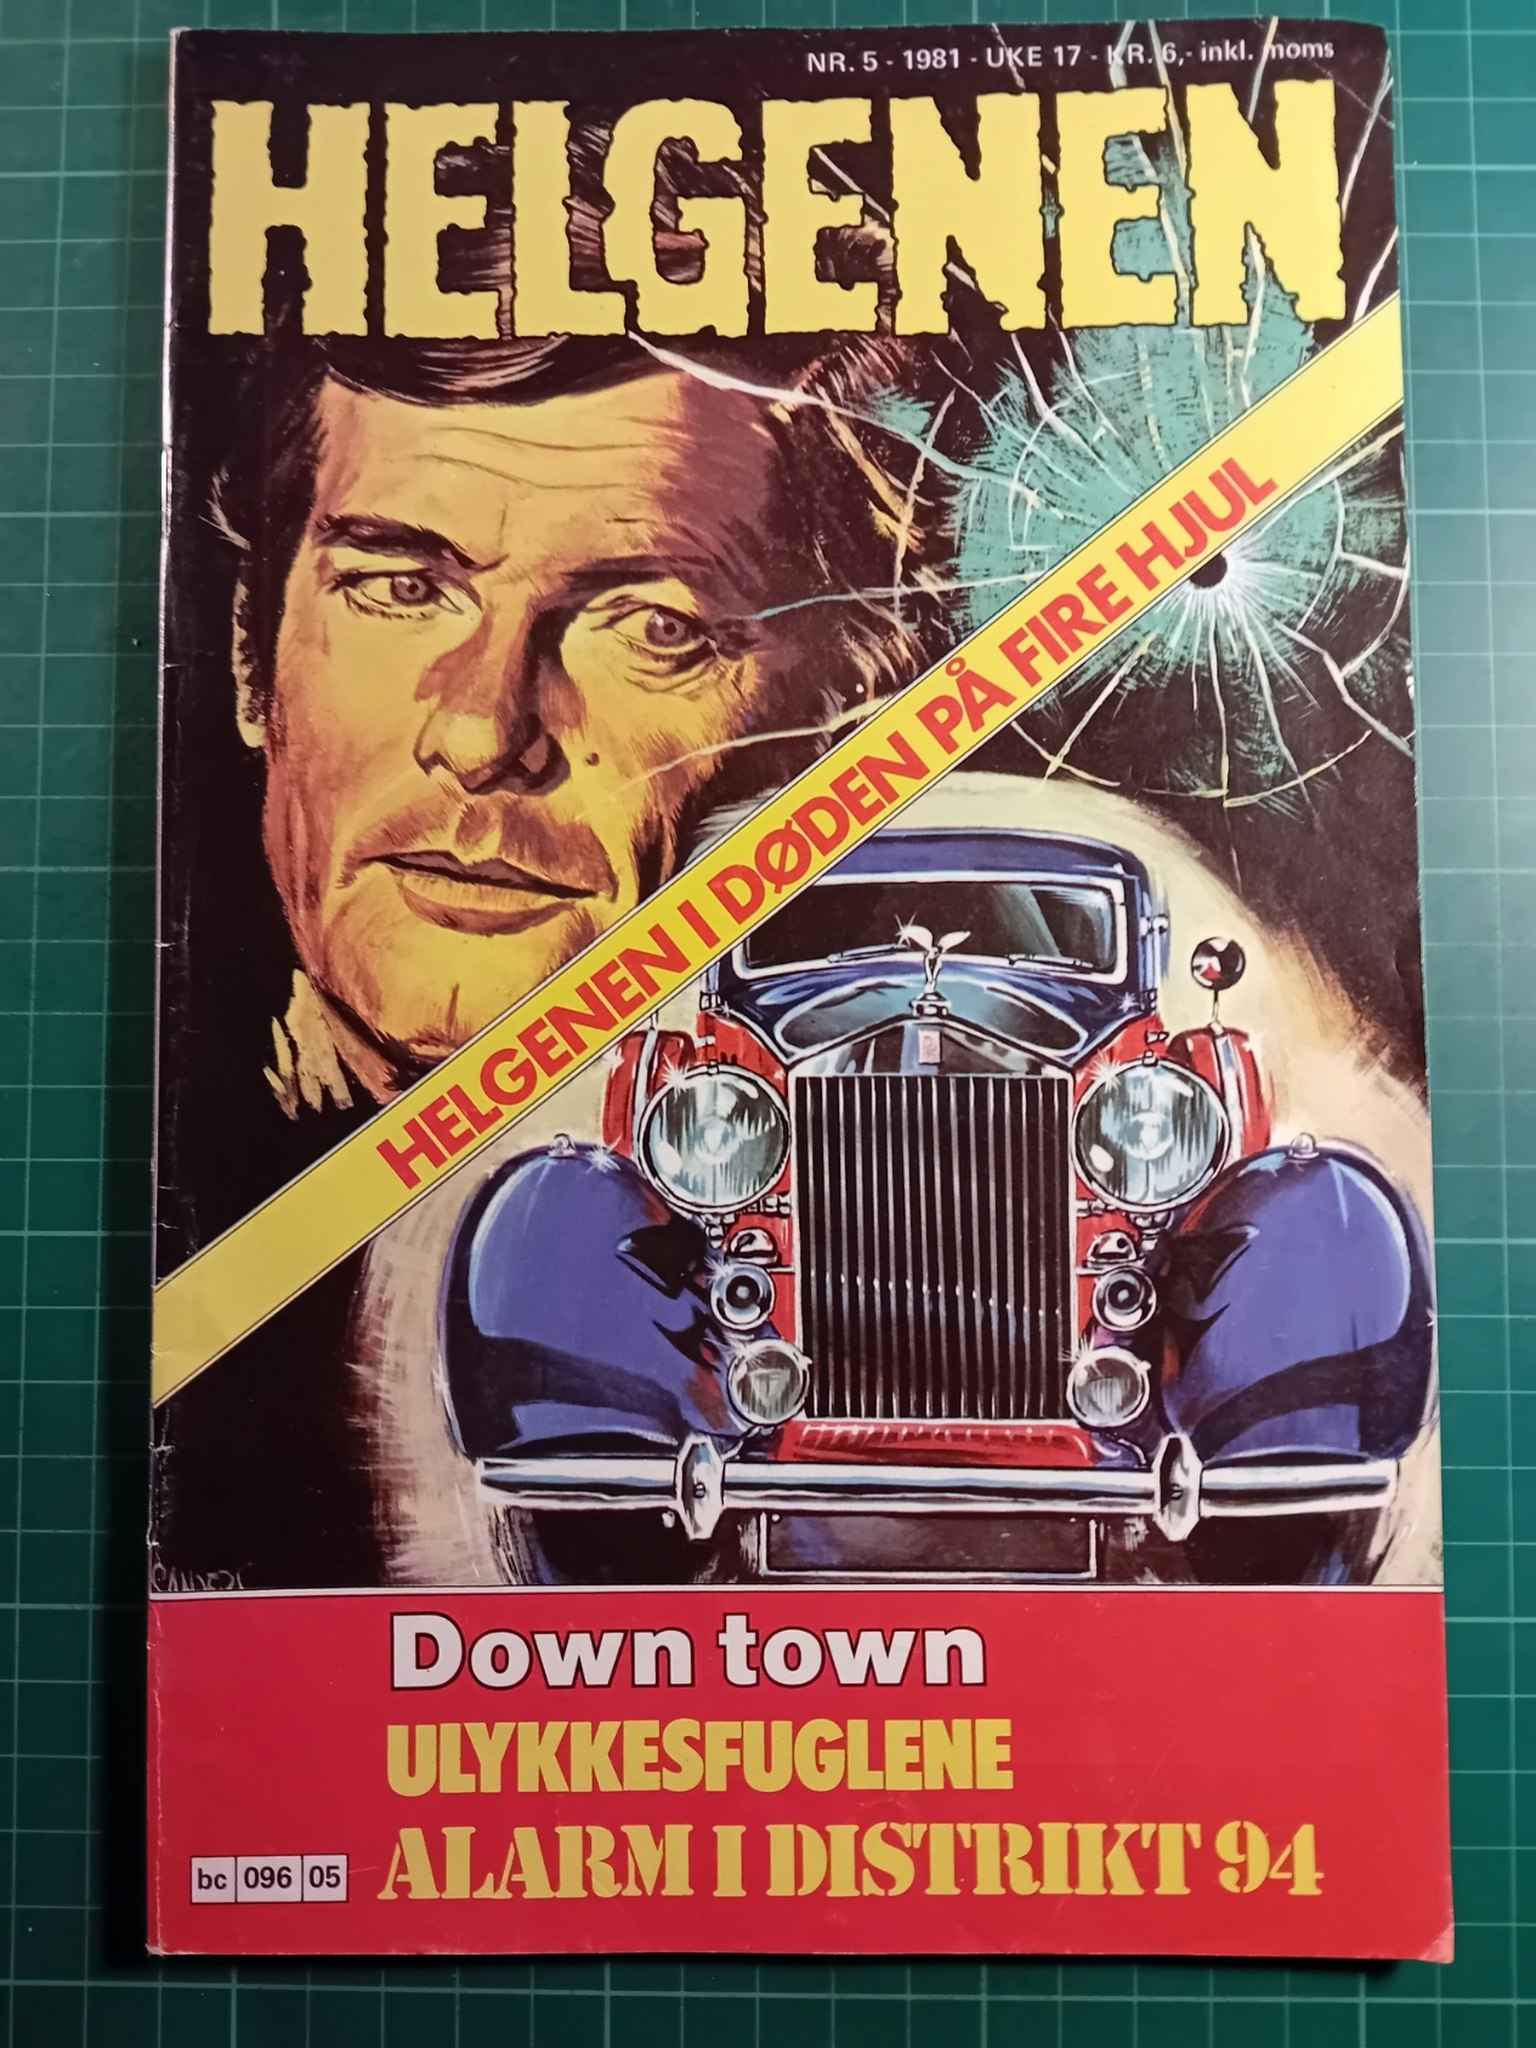 NR. 5 - 1981 - UKE 17 - KR. 6,- inkl. moms
HELGENEN
HELGENEN I DØDEN PÅ FIRE HJUL
Down town
ULYKKESFUGLENE
ALARM I DISTRIKT 94
bc 096 05